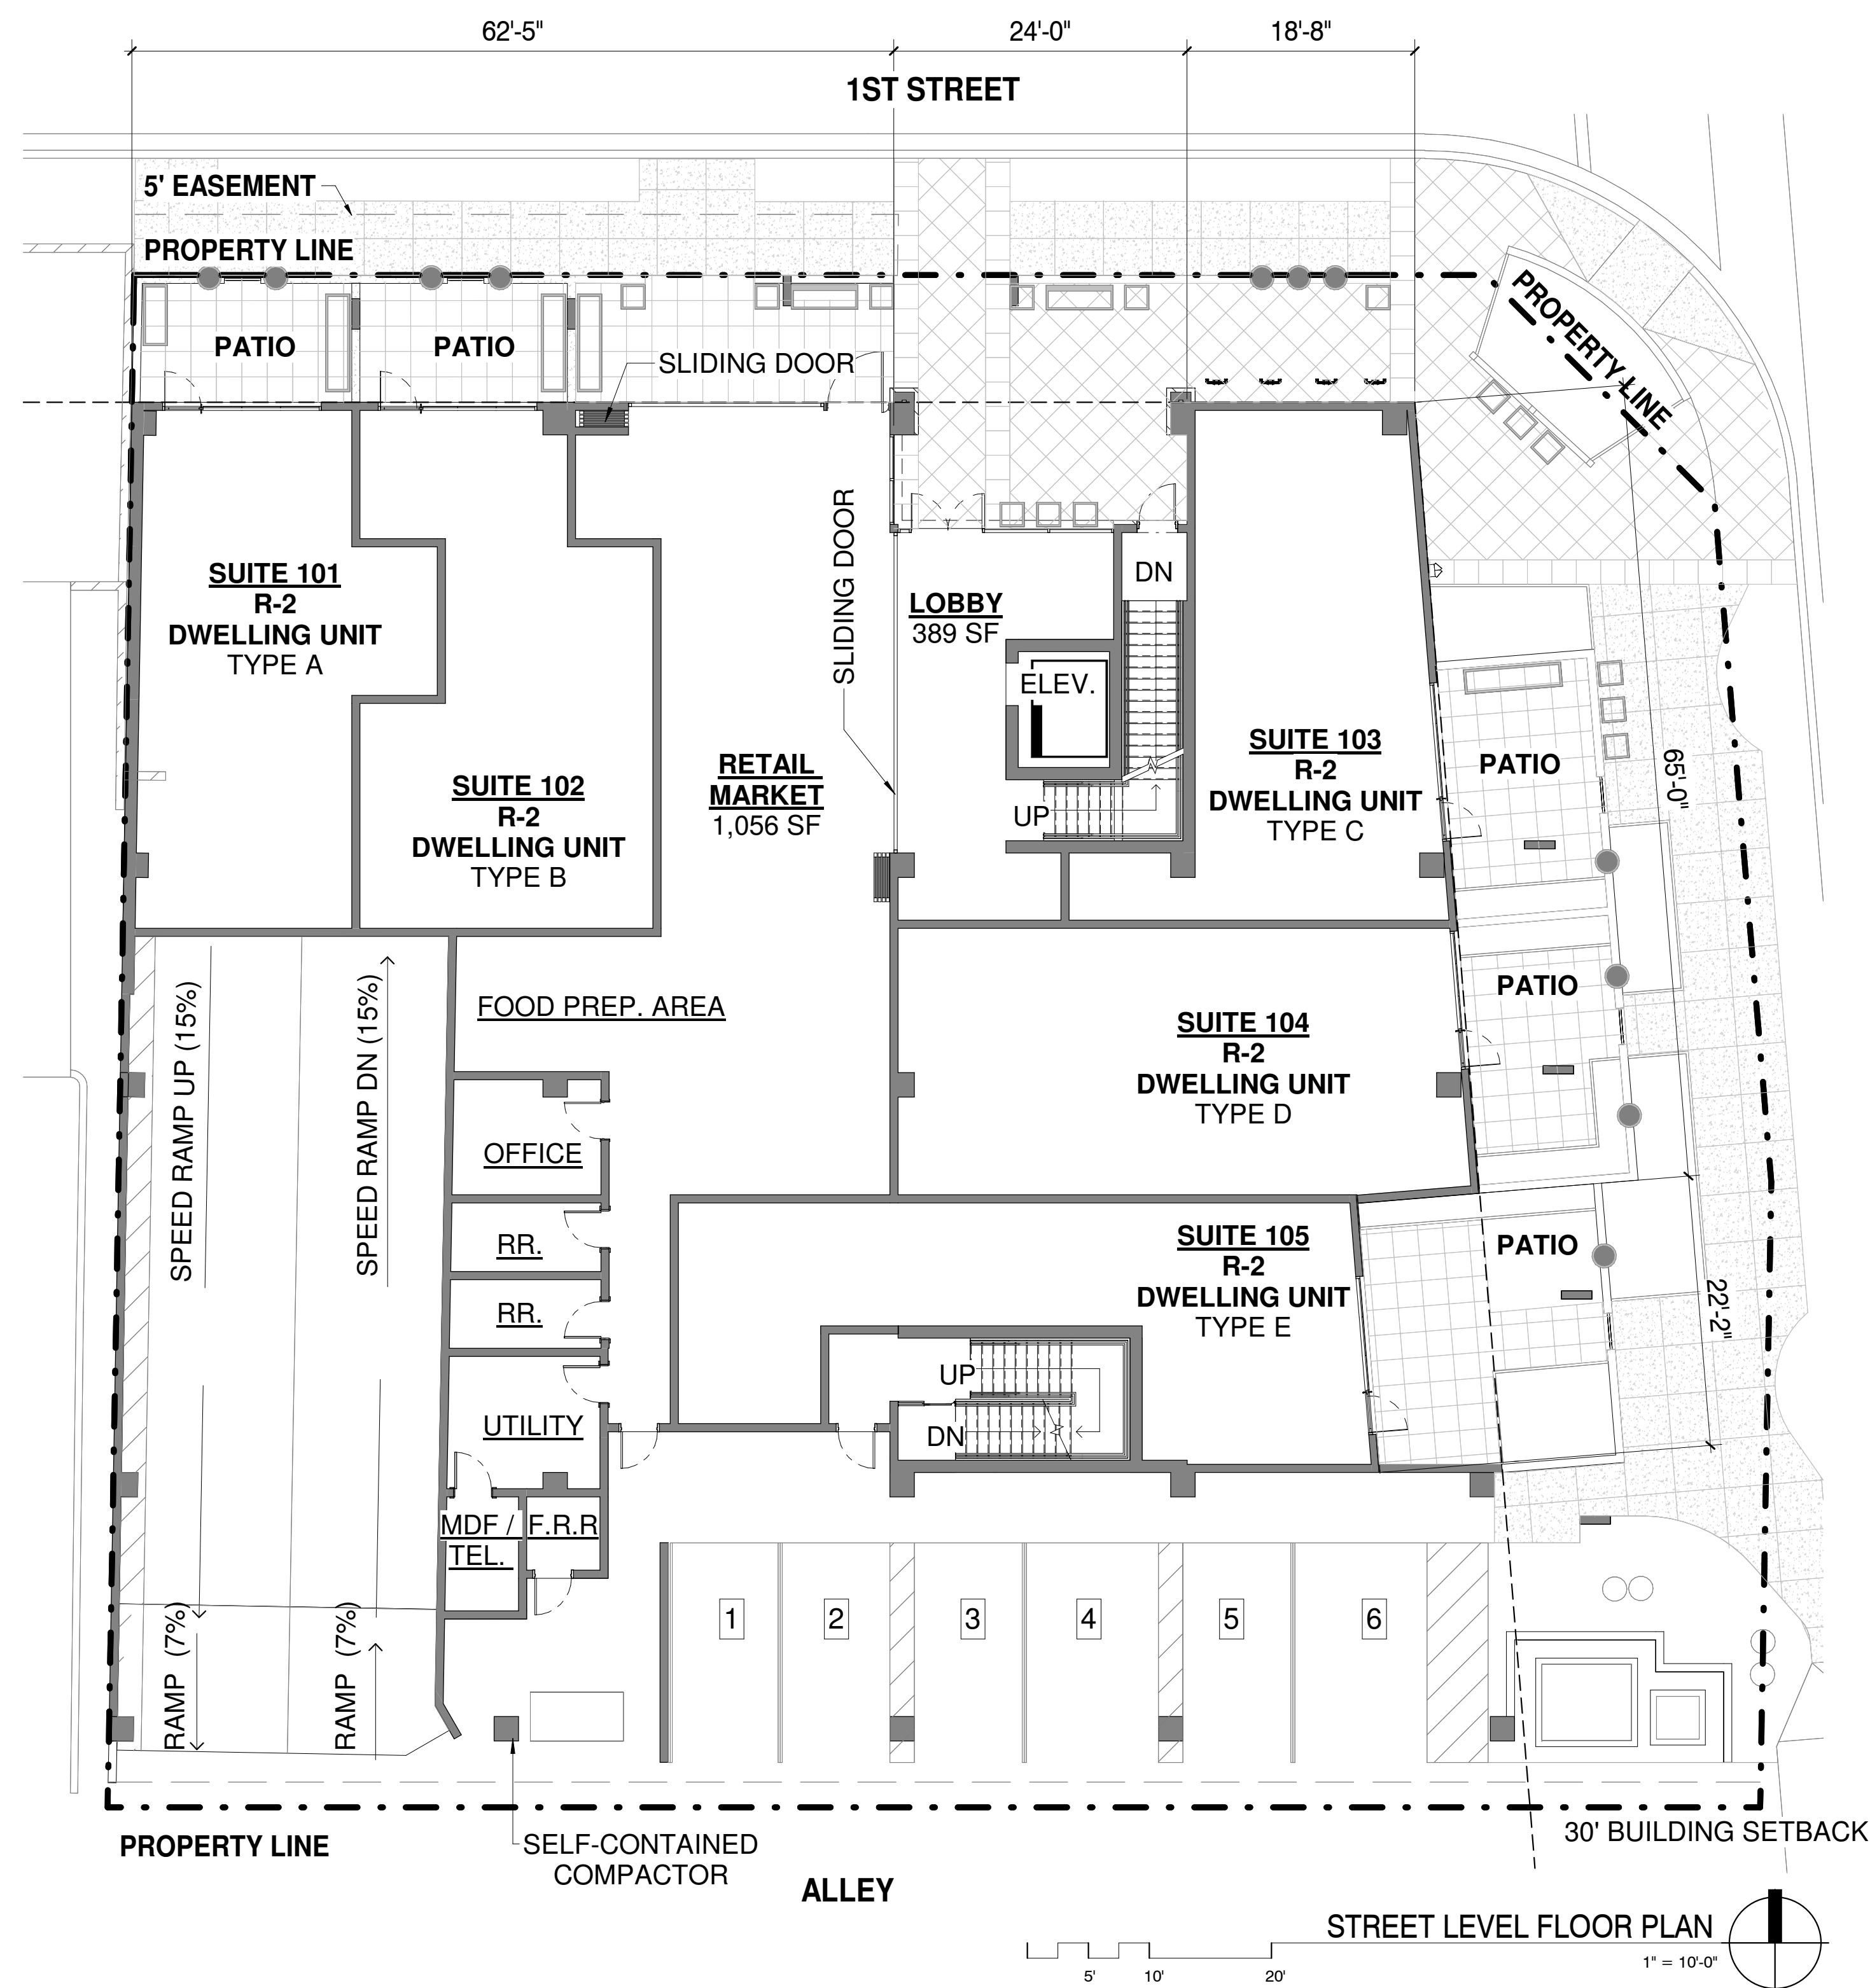 62'-5"
24'-0"
18'-8"
1ST STREET
5' EASEMENT
PROPERTY LINE
PROPERTY LINE
PATIO
PATIO
SLIDING DOOR
SLIDING DOOR
SUITE 101
R-2
DWELLING UNIT
TYPE A
LOBBY
389 SF
DN
ELEV.
UP
SUITE 102
R-2
DWELLING UNIT
TYPE B
RETAIL
MARKET
1,056 SF
SUITE 103
R-2
DWELLING UNIT
TYPE C
PATIO
65'-0"
SPEED RAMP UP (15%)
SPEED RAMP DN (15%)
FOOD PREP. AREA
SUITE 104
R-2
DWELLING UNIT
TYPE D
PATIO
OFFICE
RR.
RR.
SUITE 105
R-2
DWELLING UNIT
TYPE E
PATIO
22'-2"
UP
DN
UTILITY
MDF /
TEL.
F.R.R
RAMP (7%)
RAMP (7%)
1
2
3
4
5
6
PROPERTY LINE
SELF-CONTAINED
COMPACTOR
30' BUILDING SETBACK
ALLEY
STREET LEVEL FLOOR PLAN
1" = 10'-0"
5'
10'
20'